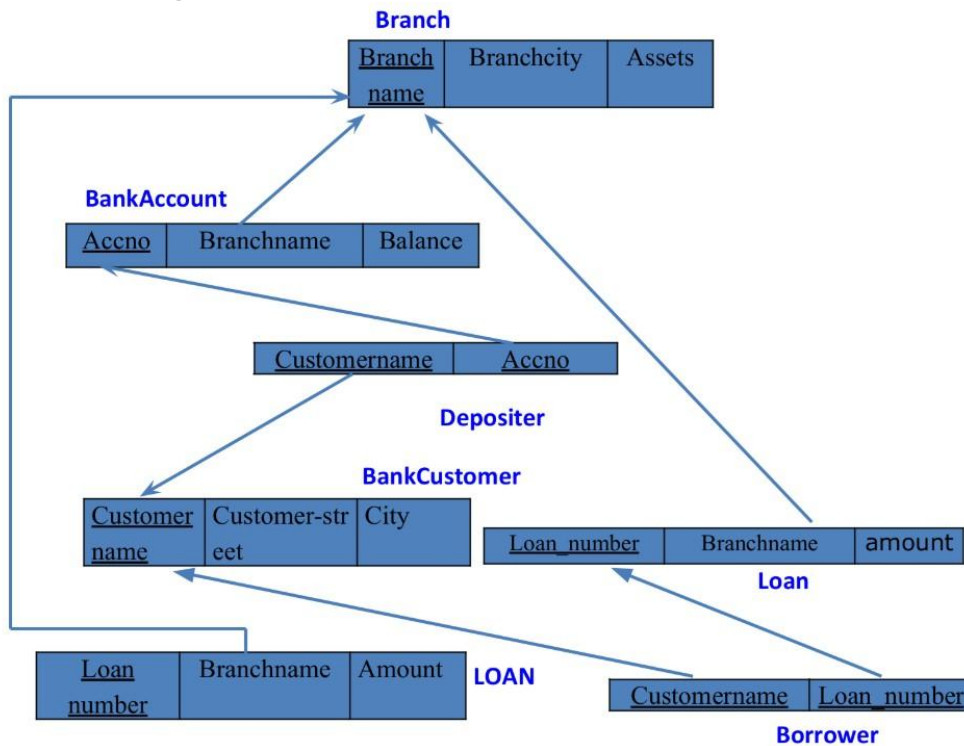 Branch
Branch name
Branchcity
Assets
BankAccount
Accno
Branchname
Balance
Customername
Accno
Depositer
BankCustomer
Customer name
Customer-str
eet
City
Loan_number
Branchname
amount
Loan
Loan number
Branchname
Amount
LOAN
Customername
Loan_number
Borrower